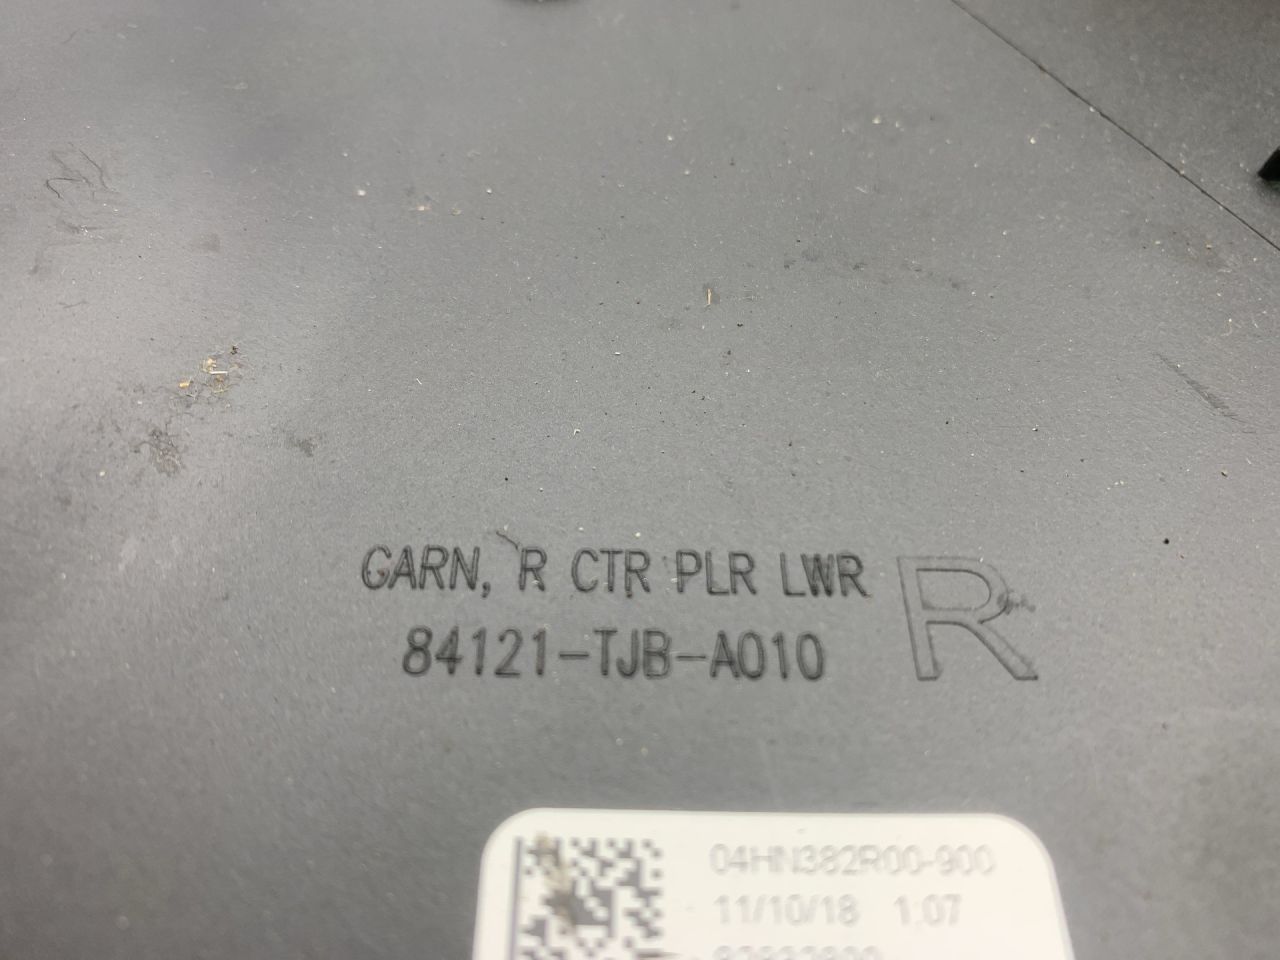 GARN, R CTR PLR LWR
84121-TJB-A010
R
04HN382R00-900
11/10/18 1,07